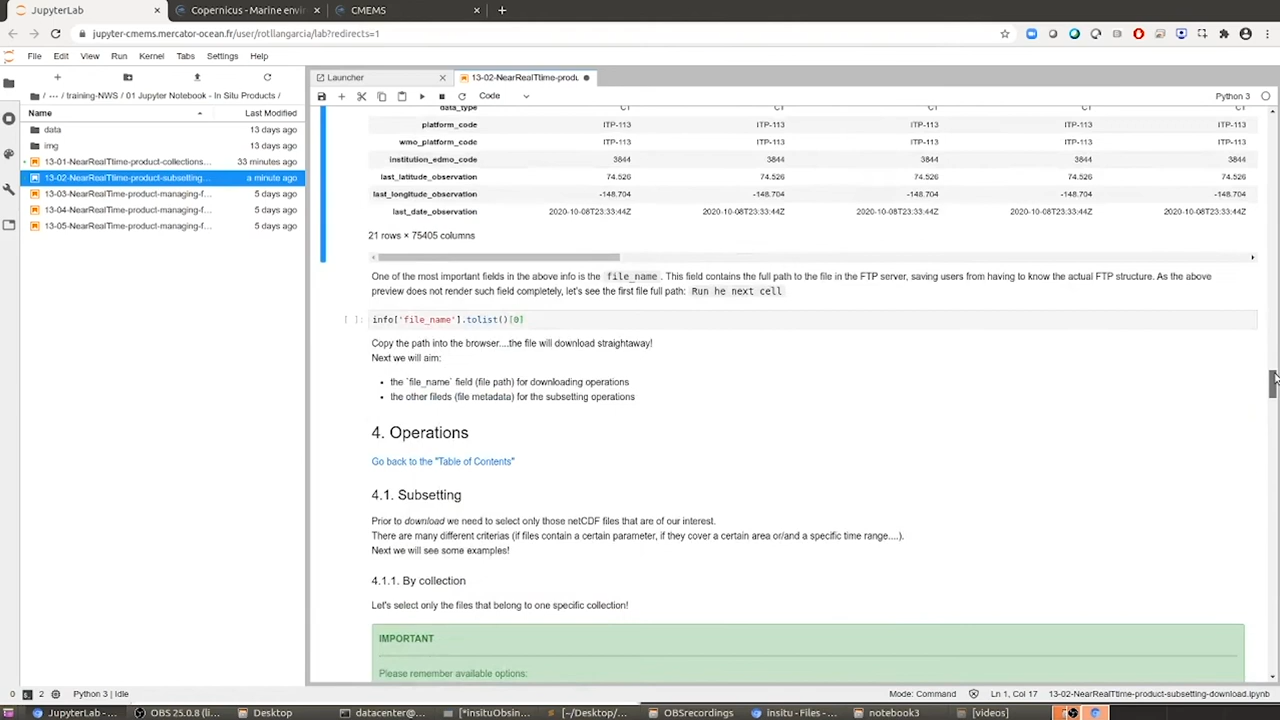 JupyterLab
Copernicus - Marine envi
CMEMS
jupyter-cmems.mercator-ocean.fr/user/rotllangarcia/lab?redirects=1
File Edit View Run Kernel Tabs Settings Help
Launcher
13-02-NearRealTtime-produ
/ ··· / training-NWS / 01 Jupyter Notebook - In Situ Products /
Code
Python 3
Name Last Modified
data 13 days ago
img 13 days ago
13-01-NearRealTtime-product-collections... 33 minutes ago
13-02-NearRealTtime-product-subsetting... a minute ago
13-03-NearRealTime-product-managing-f... 5 days ago
13-04-NearRealTime-product-managing-f... 5 days ago
13-05-NearRealTime-product-managing-f... 5 days ago
data_type CT CT CT CT CT
platform_code ITP-113 ITP-113 ITP-113 ITP-113 ITP-113
wmo_platform_code ITP-113 ITP-113 ITP-113 ITP-113 ITP-113
institution_edmo_code 3844 3844 3844 3844 3844
last_latitude_observation 74.526 74.526 74.526 74.526 74.526
last_longitude_observation -148.704 -148.704 -148.704 -148.704 -148.704
last_date_observation 2020-10-08T23:33:44Z 2020-10-08T23:33:44Z 2020-10-08T23:33:44Z 2020-10-08T23:33:44Z 2020-10-08T23:33:44Z
21 rows × 75405 columns
One of the most important fields in the above info is the file_name. This field contains the full path to the file in the FTP server, saving users from having to know the actual FTP structure. As the above
preview does not render such field completely, let's see the first file full path: Run he next cell
[ ]: info['file_name'].tolist()[0]
Copy the path into the browser....the file will download straightaway!
Next we will aim:
• the `file_name` field (file path) for downloading operations
• the other fileds (file metadata) for the subsetting operations
4. Operations
Go back to the "Table of Contents"
4.1. Subsetting
Prior to download we need to select only those netCDF files that are of our interest.
There are many different criterias (if files contain a certain parameter, if they cover a certain area or/and a specific time range....).
Next we will see some examples!
4.1.1. By collection
Let's select only the files that belong to one specific collection!
IMPORTANT
Please remember available options:
0 2 Python 3 | Idle
Mode: Command Ln 1, Col 17 13-02-NearRealTtime-product-subsetting-download.ipynb
JupyterLab -... OBS 25.0.8 (li... Desktop datacenter@... [*insituObsin... [~/Desktop/... OBSrecordings insitu - Files -... notebook3 [videos]